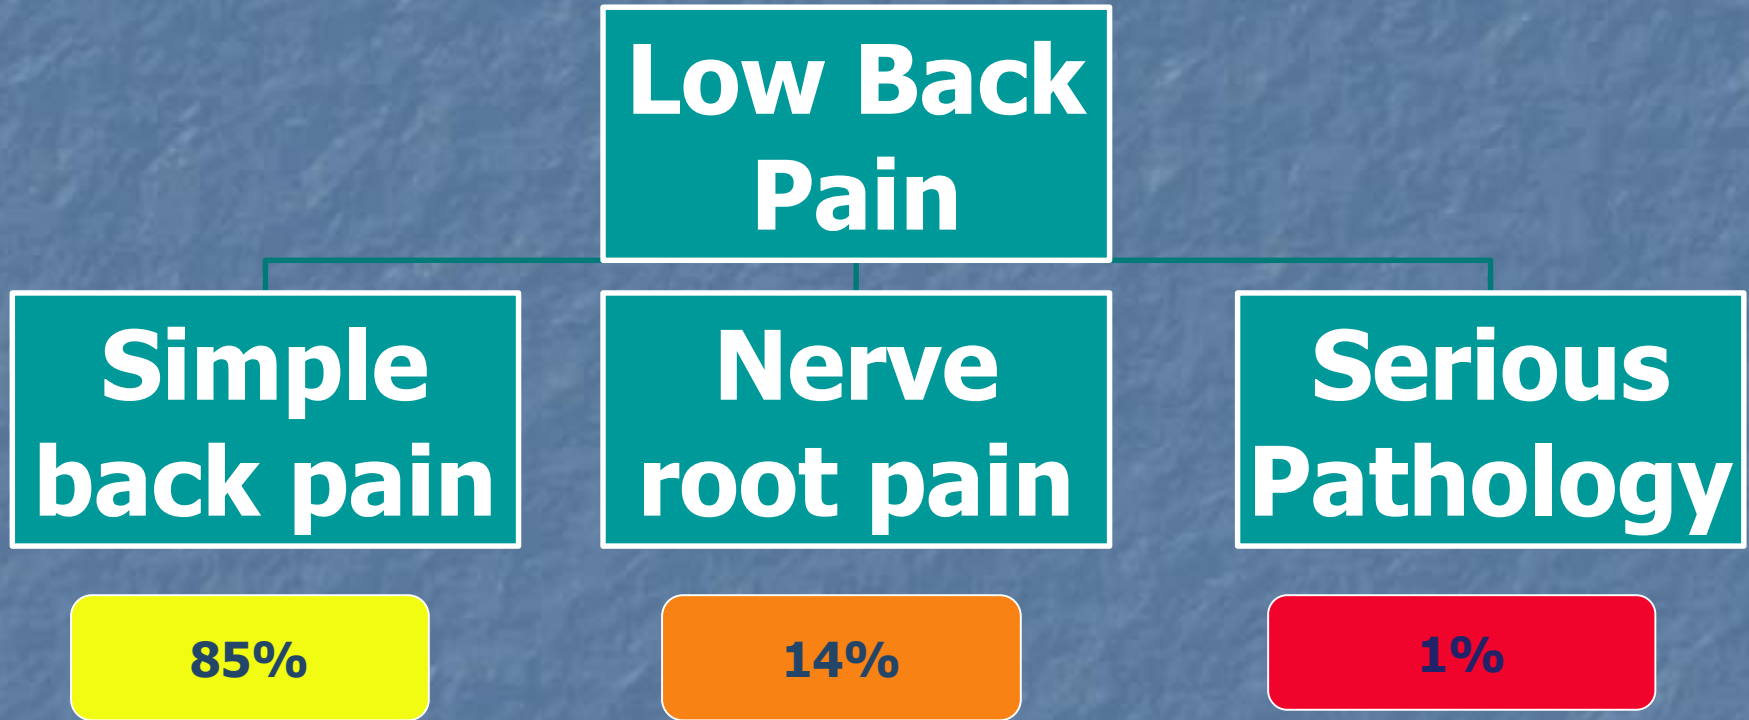 Low Back
Pain
Simple
back pain
Nerve
root pain
Serious
Pathology
85%
14%
1%